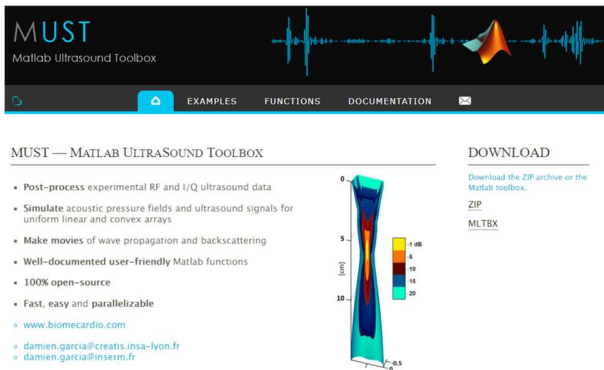 MUST
Matlab Ultrasound Toolbox
EXAMPLES FUNCTIONS DOCUMENTATION
MUST — MATLAB ULTRASOUND TOOLBOX
Post-process experimental RF and I/Q ultrasound data
Simulate acoustic pressure fields and ultrasound signals for
uniform linear and convex arrays
Make movies of wave propagation and backscattering
Well-documented user-friendly Matlab functions
100% open-source
Fast, easy and parallelizable
www.biomecardio.com
damien.garcia@creatis.insa-lyon.fr
damien.garcia@inserm.fr
0
5
10
[cm]
-0.5
0
-1 dB
-5
-10
-15
-20
DOWNLOAD
Download the ZIP archive or the
Matlab toolbox.
ZIP
MLTBX